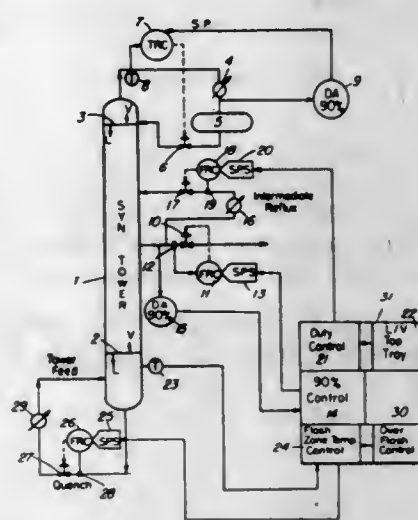 7
S.P.
TRC
8
4
9
DA
90%
3
V
L
5
6
18
20
FRC
SPS
17
19
Intermediate
Reflux
16
10
12
SYN
TOWER
1
FRC
SPS
11
13
DA
90%
15
31
22
Duty
Control
21
L/V
Top
Tray
2
V
L
Tower
Feed
T
23
90%
Control
14
30
29
26
25
FRC
SPS
24
Flash
Zone Temp
Control
Over
Flash Control
27
Quench
28